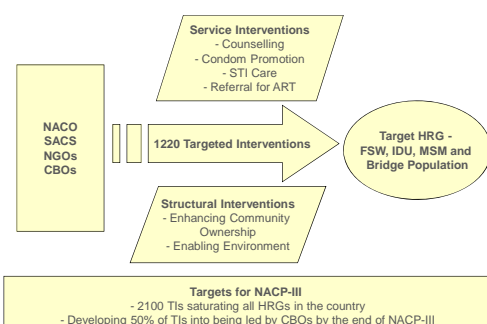 Service Interventions
- Counselling
- Condom Promotion
- STI Care
- Referral for ART
NACO
SACS
NGOs
CBOs
1220 Targeted Interventions
Target HRG -
FSW, IDU, MSM and
Bridge Population
Structural Interventions
- Enhancing Community
Ownership
- Enabling Environment
Targets for NACP-III
- 2100 TIs saturating all HRGs in the country
- Developing 50% of TIs into being led by CBOs by the end of NACP-III